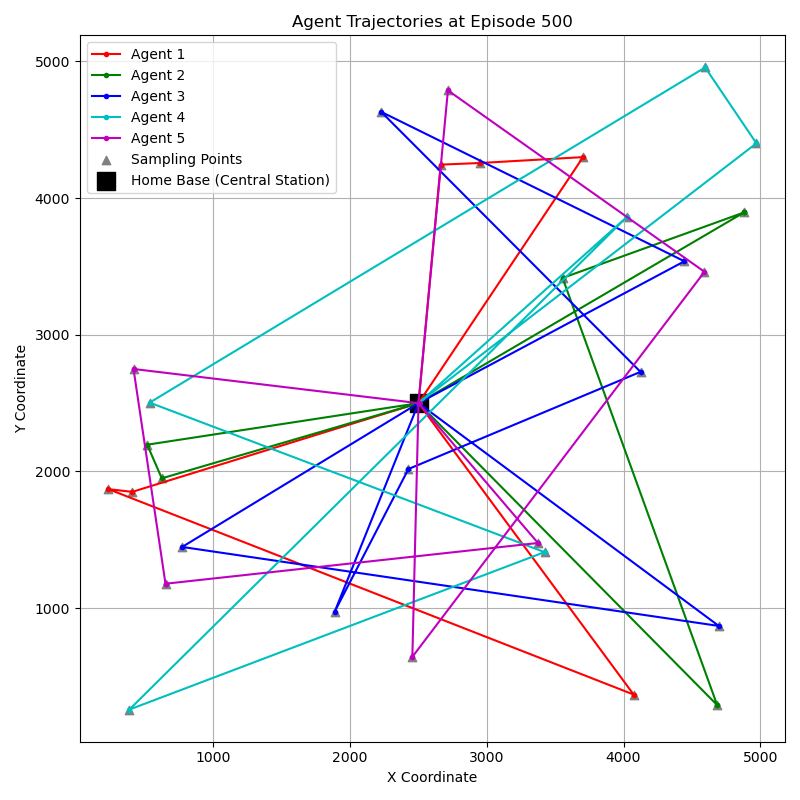 Agent Trajectories at Episode 500
Agent 1
Agent 2
Agent 3
Agent 4
Agent 5
Sampling Points
Home Base (Central Station)
5000
4000
3000
2000
1000
Y Coordinate
1000 2000 3000 4000 5000
X Coordinate